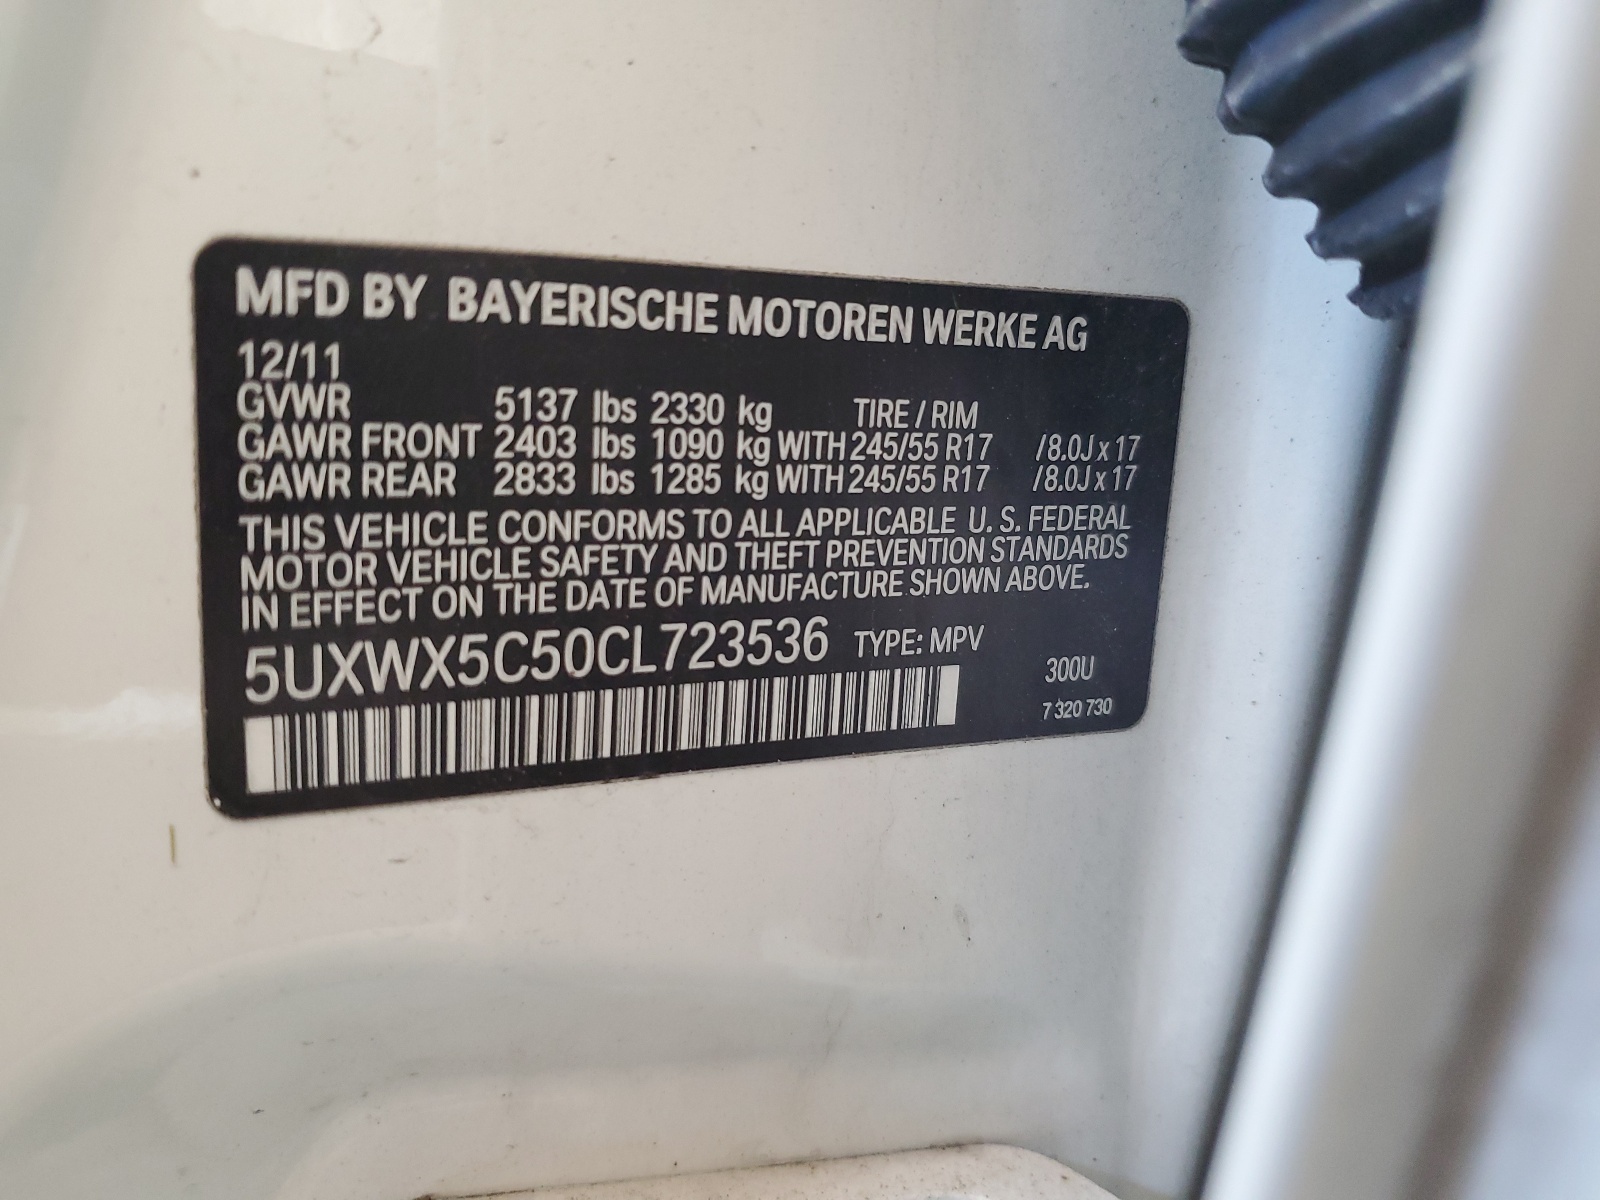 MFD BY BAYERISCHE MOTOREN WERKE AG
12/11
GVWR 5137 lbs 2330 kg TIRE / RIM
GAWR FRONT 2403 lbs 1090 kg WITH 245/55 R17 /8.0J x 17
GAWR REAR 2833 lbs 1285 kg WITH 245/55 R17 /8.0J x 17
THIS VEHICLE CONFORMS TO ALL APPLICABLE U. S. FEDERAL
MOTOR VEHICLE SAFETY AND THEFT PREVENTION STANDARDS
IN EFFECT ON THE DATE OF MANUFACTURE SHOWN ABOVE.
5UXWX5C50CL723536 TYPE: MPV
300U
7 320 730